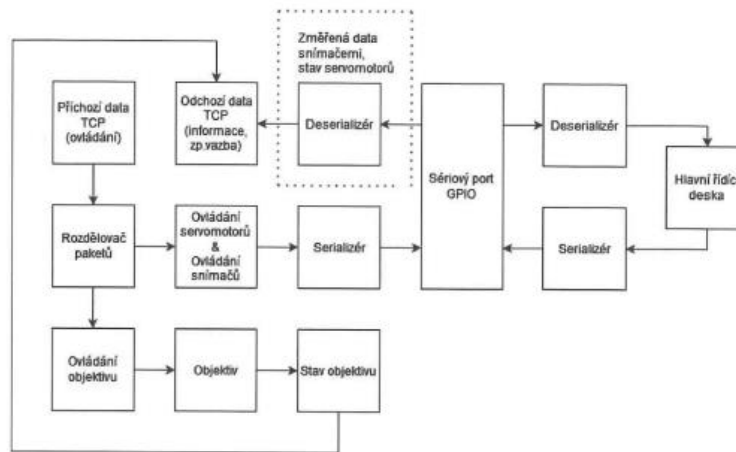 Změřená data
snímačemi,
stav servomotorů
Příchozí data
TCP
(ovládání)
Odchozí data
TCP
(informace,
zp.vazba)
Deserializér
Sériový port
GPIO
Deserializér
Hlavní řídíc
deska
Rozdělovač
paketů
Ovládání
servomotorů
&
Ovládání
snímačů
Serializér
Serializér
Ovládání
objektivu
Objektiv
Stav objektivu